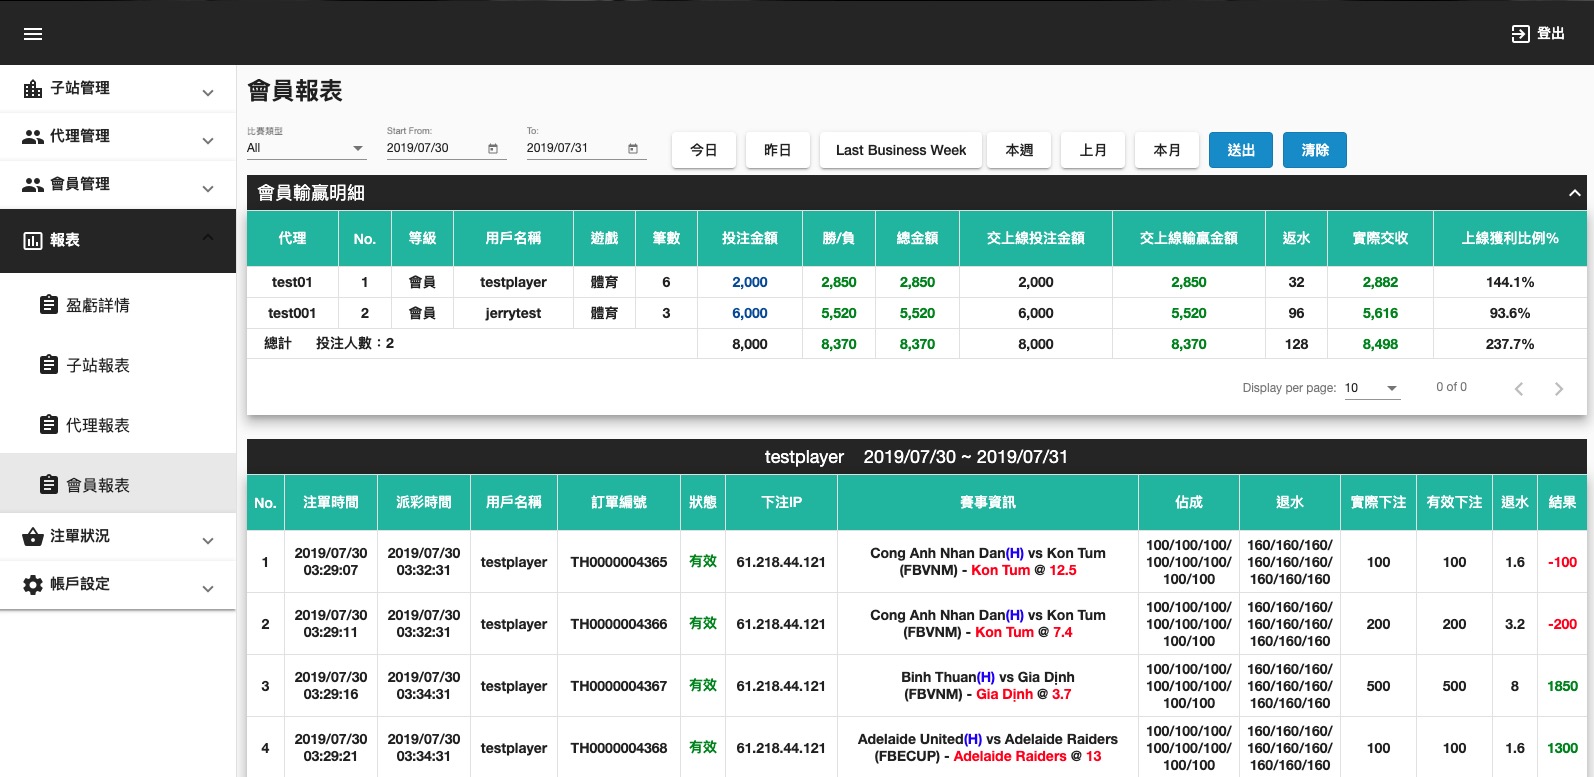 登出
子站管理
代理管理
會員管理
報表
盈虧詳情
子站報表
代理報表
會員報表
注單狀況
帳戶設定
會員報表
比賽類型 Start From: To:
All 2019/07/30 2019/07/31 今日 昨日 Last Business Week 本週 上月 本月 送出 清除
會員輸贏明細
代理 No. 等級 用戶名稱 遊戲 筆數 投注金額 勝/負 總金額 交上線投注金額 交上線輸贏金額 返水 實際交收 上線獲利比例%
test01 1 會員 testplayer 體育 6 2,000 2,850 2,850 2,000 2,850 32 2,882 144.1%
test001 2 會員 jerrytest 體育 3 6,000 5,520 5,520 6,000 5,520 96 5,616 93.6%
總計 投注人數：2 8,000 8,370 8,370 8,000 8,370 128 8,498 237.7%
Display per page: 10 0 of 0
testplayer 2019/07/30 ~ 2019/07/31
No. 注單時間 派彩時間 用戶名稱 訂單編號 狀態 下注IP 賽事資訊 佔成 退水 實際下注 有效下注 退水 結果
2019/07/30 2019/07/30 Cong Anh Nhan Dan(H) vs Kon Tum 100/100/100/ 160/160/160/
1 03:29:07 03:32:31 testplayer TH0000004365 有效 61.218.44.121 (FBVNM) - Kon Tum @ 12.5 100/100/100/ 160/160/160/ 100 100 1.6 -100
100/100 160/160/160
2019/07/30 2019/07/30 Cong Anh Nhan Dan(H) vs Kon Tum 100/100/100/ 160/160/160/
2 03:29:11 03:32:31 testplayer TH0000004366 有效 61.218.44.121 (FBVNM) - Kon Tum @ 7.4 100/100/100/ 160/160/160/ 200 200 3.2 -200
100/100 160/160/160
2019/07/30 2019/07/30 Binh Thuan(H) vs Gia Dịnh 100/100/100/ 160/160/160/
3 03:29:16 03:34:31 testplayer TH0000004367 有效 61.218.44.121 (FBVNM) - Gia Dịnh @ 3.7 100/100/100/ 160/160/160/ 500 500 8 1850
100/100 160/160/160
2019/07/30 2019/07/30 Adelaide United(H) vs Adelaide Raiders 100/100/100/ 160/160/160/
4 03:29:21 03:34:31 testplayer TH0000004368 有效 61.218.44.121 (FBECUP) - Adelaide Raiders @ 13 100/100/100/ 160/160/160/ 100 100 1.6 1300
100/100 160/160/160